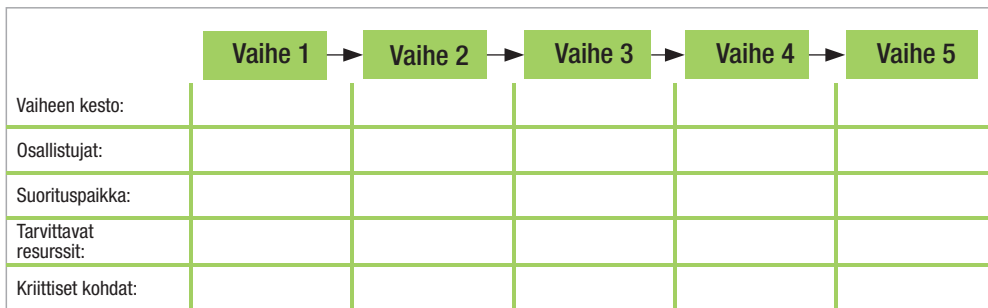 Vaihe 1 Vaihe 2 Vaihe 3 Vaihe 4 Vaihe 5
Vaiheen kesto:
Osallistujat:
Suorituspaikka:
Tarvittavat
resurssit:
Kriittiset kohdat: